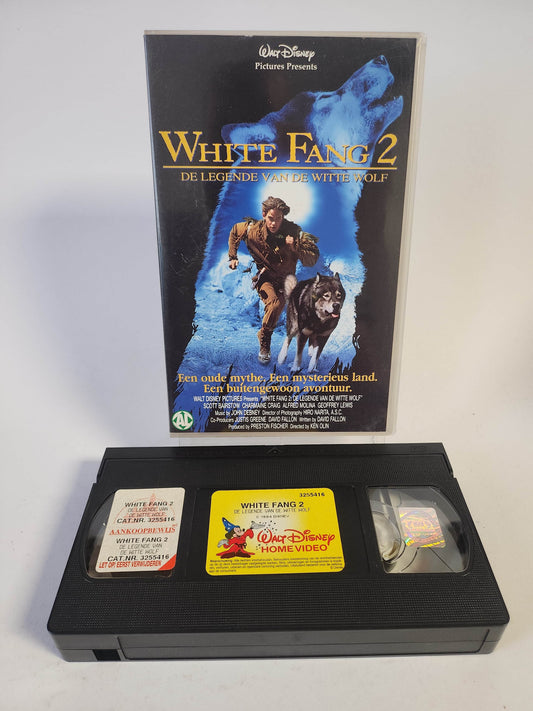 WALT DISNEY
Pictures Presents
WHITE FANG 2
DE LEGENDE VAN DE WITTE WOLF
Een oude mythe. Een mysterieus land.
Een buitengewoon avontuur.
WALT DISNEY PICTURES Presents "WHITE FANG 2: DE LEGENDE VAN DE WITTE WOLF"
SCOTT BAIRSTOW CHARMAINE CRAIG ALFRED MOLINA GEOFFREY LEWIS
Music by JOHN DEBNEY Director of Photography HIRO NARITA, A.S.C.
Co-Producers JUSTIS GREENE DAVID FALLON Written by DAVID FALLON
Produced by PRESTON FISCHER Directed by KEN OLIN
AL
WHITE FANG 2
DE LEGENDE VAN
DE WITTE WOLF
CAT.NR. 3255416
AANKOOPBEWIJS
WHITE FANG 2
DE LEGENDE VAN
DE WITTE WOLF
CAT.NR. 3255416
LET OP! EERST VERWIJDEREN
3255416
WHITE FANG 2
DE LEGENDE VAN DE WITTE WOLF
© 1994 DISNEY
WALT DISNEY
HOME VIDEO